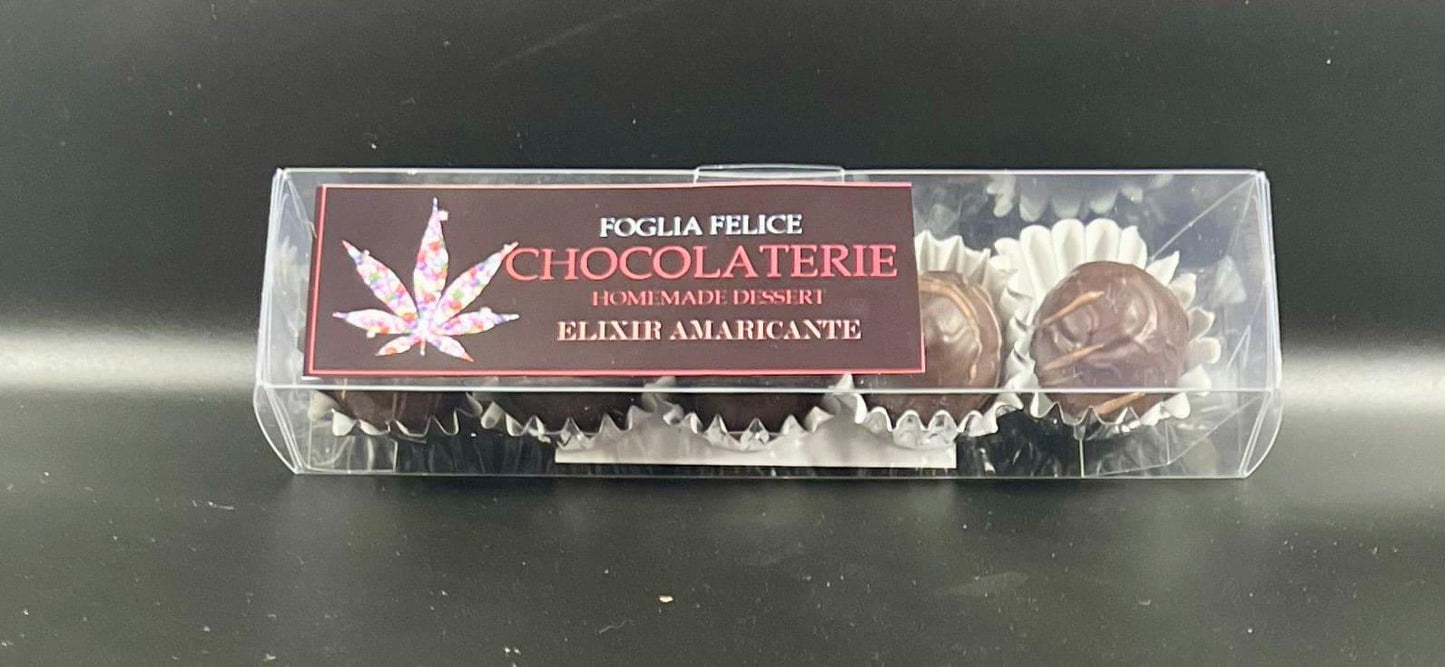 FOGLIA FELICE
CHOCOLATERIE
HOMEMADE DESSERT
ELIXIR AMARICANTE